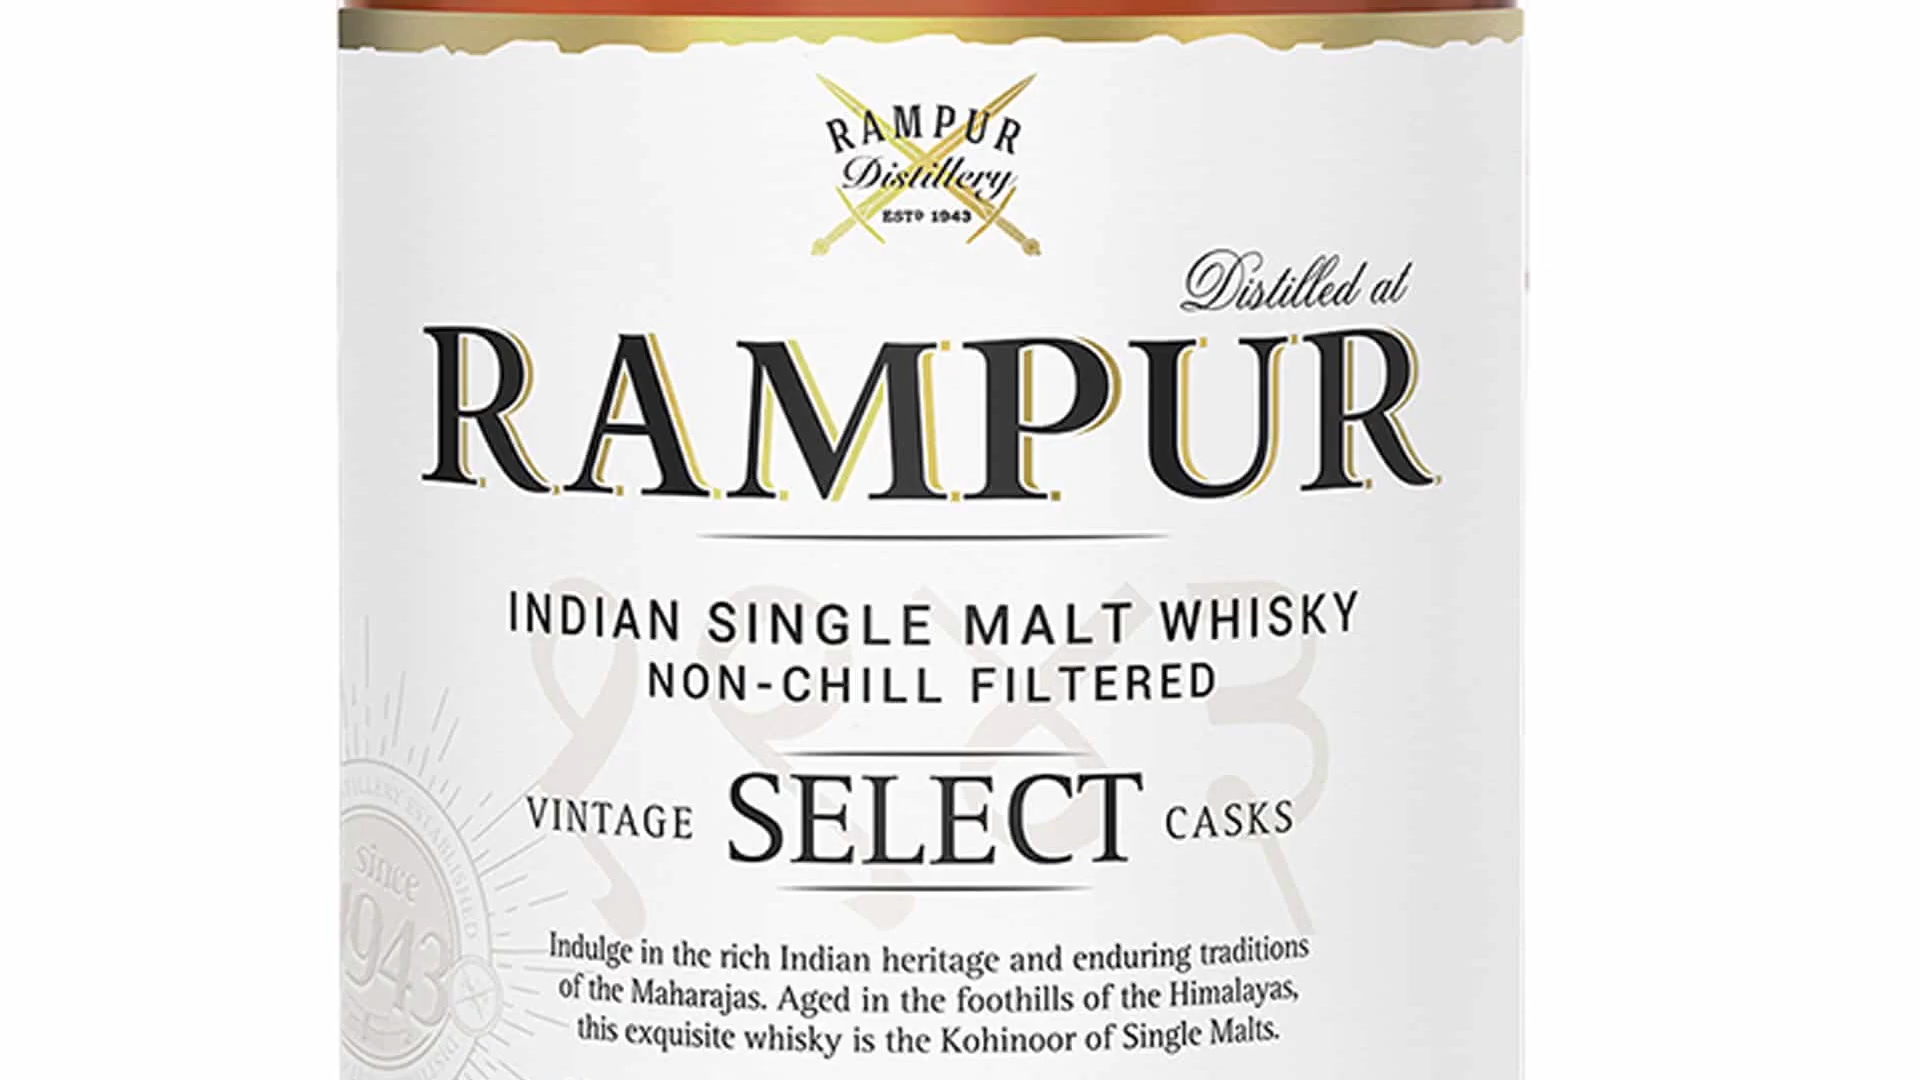 RAMPUR
Distillery
ESTD 1943
Distilled at
RAMPUR
INDIAN SINGLE MALT WHISKY
NON-CHILL FILTERED
VINTAGE SELECT CASKS
since
1943
Indulge in the rich Indian heritage and enduring traditions
of the Maharajas. Aged in the foothills of the Himalayas,
this exquisite whisky is the Kohinoor of Single Malts.